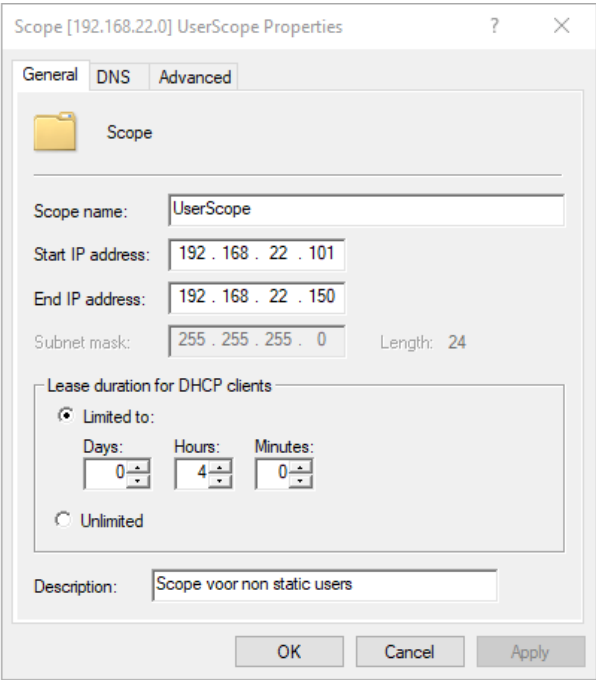 Scope [192.168.22.0] UserScope Properties ?
General DNS Advanced
Scope
Scope name: UserScope
Start IP address: 192 . 168 . 22 . 101
End IP address: 192 . 168 . 22 . 150
Subnet mask: 255 . 255 . 255 . 0 Length: 24
Lease duration for DHCP clients
Limited to:
Days: Hours: Minutes:
0 4 0
Unlimited
Description: Scope voor non static users
OK Cancel Apply